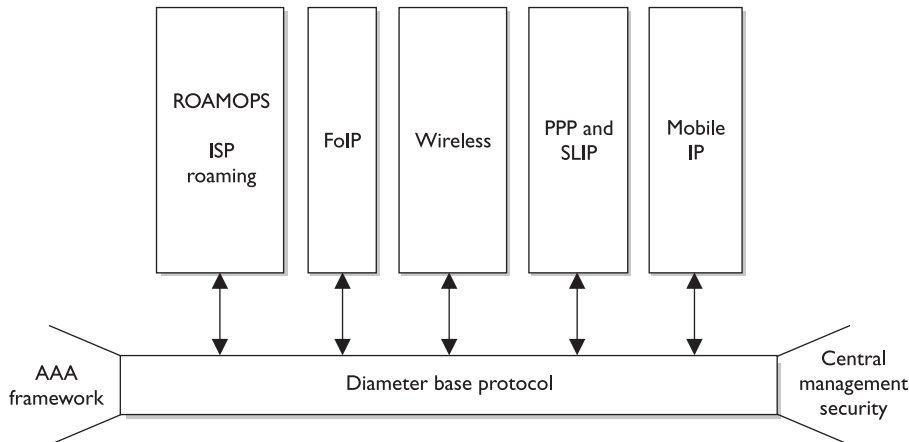 ROAMOPS
ISP
roaming
FoIP
Wireless
PPP and
SLIP
Mobile
IP
AAA
framework
Diameter base protocol
Central
management
security